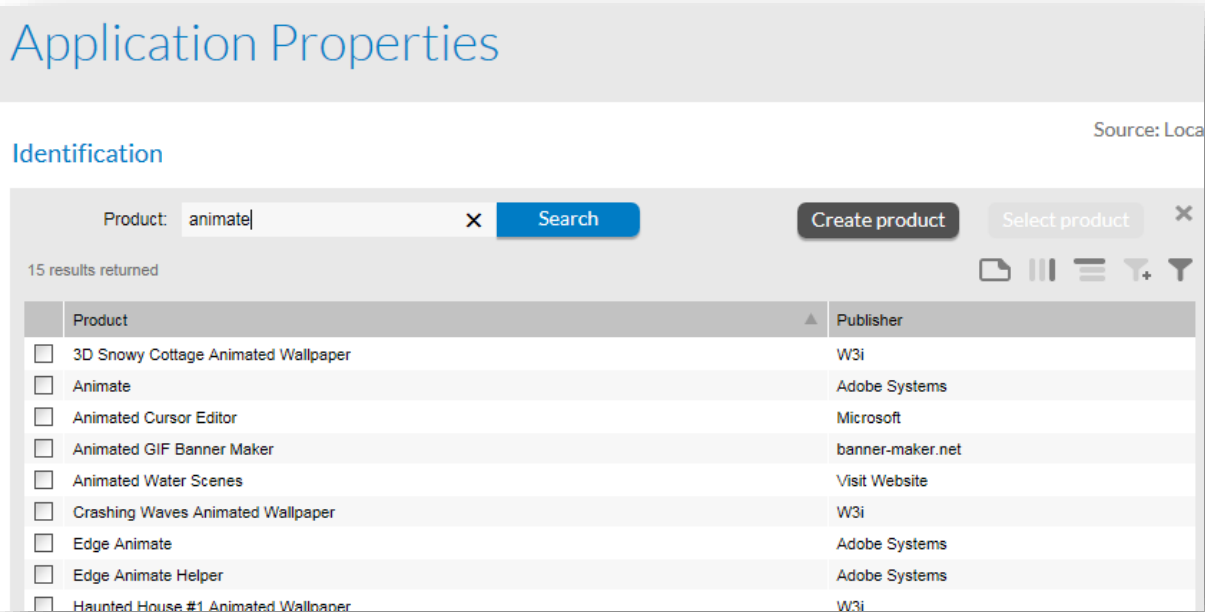 Application Properties
Source: Loca
Identification
Product: animate Search Create product Select product
15 results returned
Product Publisher
3D Snowy Cottage Animated Wallpaper W3i
Animate Adobe Systems
Animated Cursor Editor Microsoft
Animated GIF Banner Maker banner-maker.net
Animated Water Scenes Visit Website
Crashing Waves Animated Wallpaper W3i
Edge Animate Adobe Systems
Edge Animate Helper Adobe Systems
Haunted House #1 Animated Wallpaper W3i